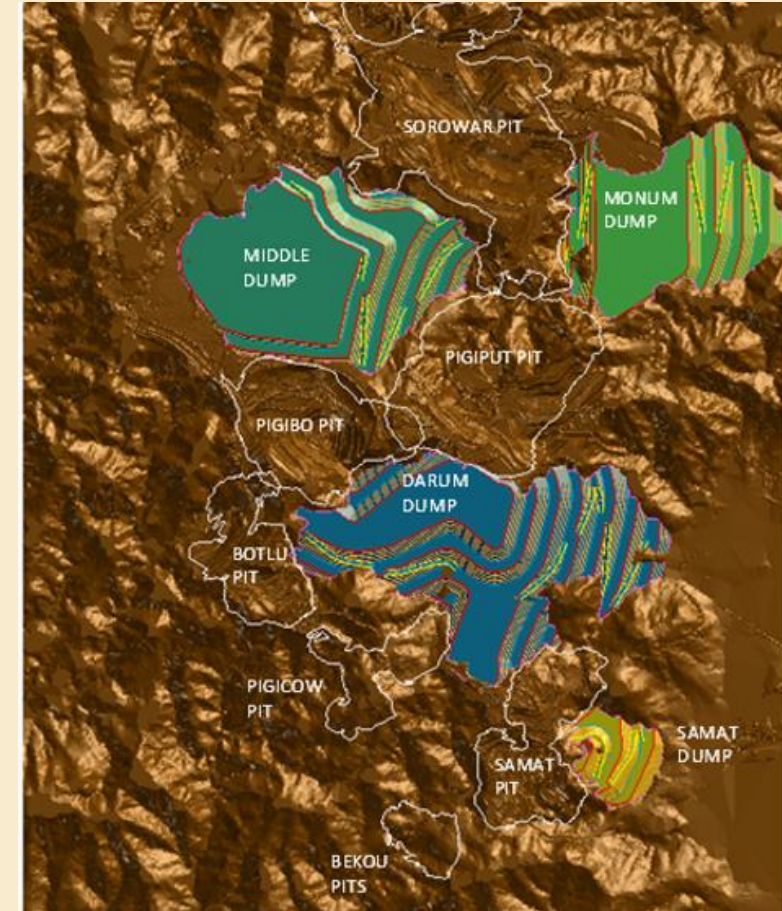 SOROWAR PIT
MONUM
DUMP
MIDDLE
DUMP
PIGIPUT PIT
PIGIBO PIT
DARUM
DUMP
BOTLU
PIT
PIGICOW
PIT
SAMAT
DUMP
SAMAT
PIT
BEKOU
PITS